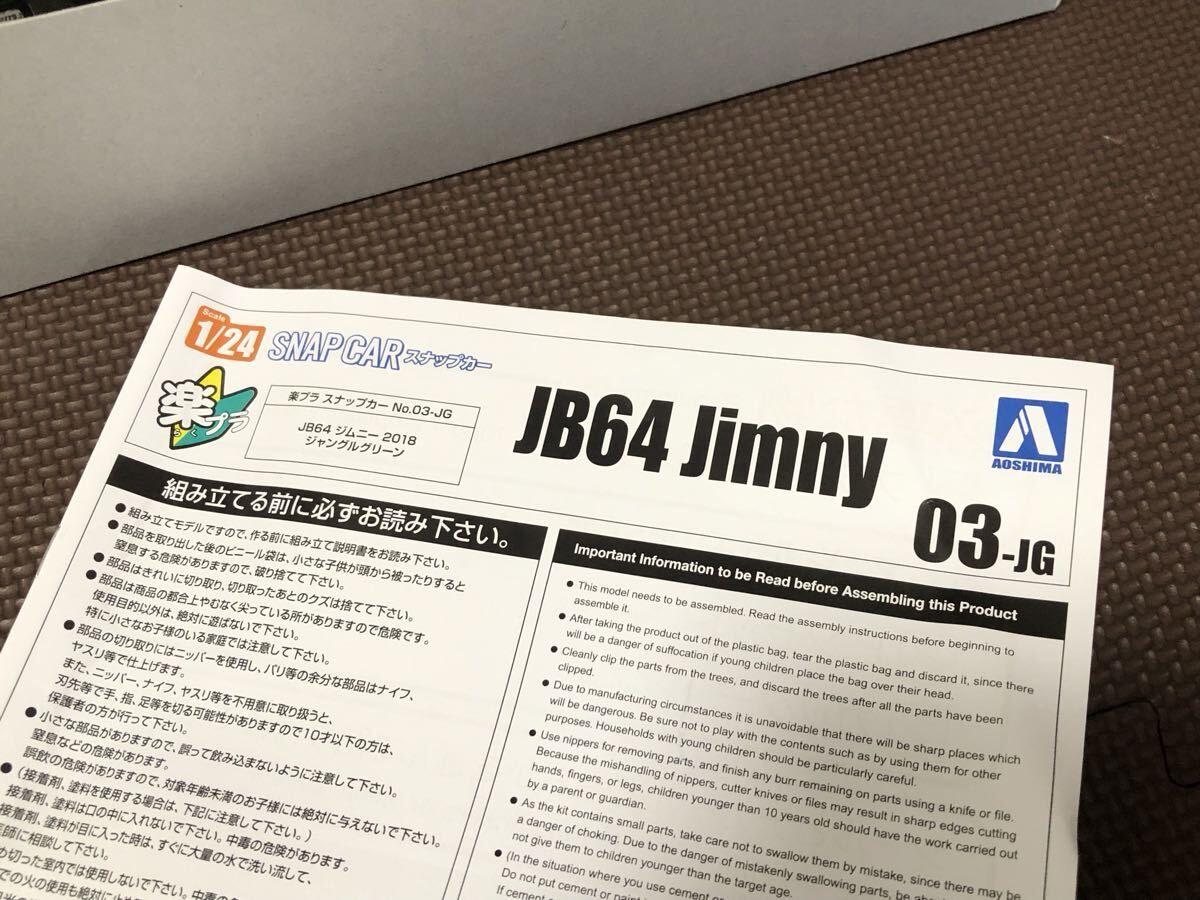 Scale
1/24
SNAP CAR スナップカー
楽プラ
らく
楽プラ スナップカー No.03-JG
JB64 ジムニー 2018
ジャングルグリーン
JB64 Jimny
AOSHIMA
03-JG
組み立てる前に必ずお読み下さい。
●組み立てモデルですので、作る前に組み立て説明書をお読み下さい。
●部品を取り出した後のビニール袋は、小さな子供が頭から被ったりすると
窒息する危険がありますので、破り捨てて下さい。
●部品はきれいに切り取り、切り取ったあとのクズは捨てて下さい。
●部品は商品の都合上やむなく尖っている所がありますので危険です。
使用目的以外は、絶対に遊ばないで下さい。
特に小さなお子様のいる家庭では注意して下さい。
●部品の切り取りにはニッパーを使用し、バリ等の余分な部品はナイフ、
ヤスリ等で仕上げます。
また、ニッパー、ナイフ、ヤスリ等を不用意に取り扱うと、
刃先等で手、指、足等を切る可能性がありますので10才以下の方は、
保護者の方が行って下さい。
●小さな部品がありますので、誤って飲み込まないように注意して下さい。
窒息などの危険があります。
誤飲の危険がありますので、対象年齢未満のお子様には絶対に与えないで下さい。
●(接着剤、塗料を使用する場合は、下記に注意して下さい。)
接着剤、塗料は口の中に入れないで下さい。中毒の危険があります。
接着剤、塗料が目に入った時は、すぐに大量の水で洗い流して、
医師に相談して下さい。
め切った室内では使用しないで下さい。中毒の
での火の使用も絶対に
Important Information to be Read before Assembling this Product
● This model needs to be assembled. Read the assembly instructions before beginning to
assemble it.
● After taking the product out of the plastic bag, tear the plastic bag and discard it, since there
will be a danger of suffocation if young children place the bag over their head.
● Cleanly clip the parts from the trees, and discard the trees after all the parts have been
clipped.
● Due to manufacturing circumstances it is unavoidable that there will be sharp places which
will be dangerous. Be sure not to play with the contents such as by using them for other
purposes. Households with young children should be particularly careful.
● Use nippers for removing parts, and finish any burr remaining on parts using a knife or file.
Because the mishandling of nippers, cutter knives or files may result in sharp edges cutting
hands, fingers, or legs, children younger than 10 years old should have the work carried out
by a parent or guardian.
● As the kit contains small parts, take care not to swallow them by mistake, since there may be
a danger of choking. Due to the danger of mistakenly swallowing parts, be
not give them to children younger than the target age.
● (In the situation where you use cement or
Do not put cement or paint
If cement